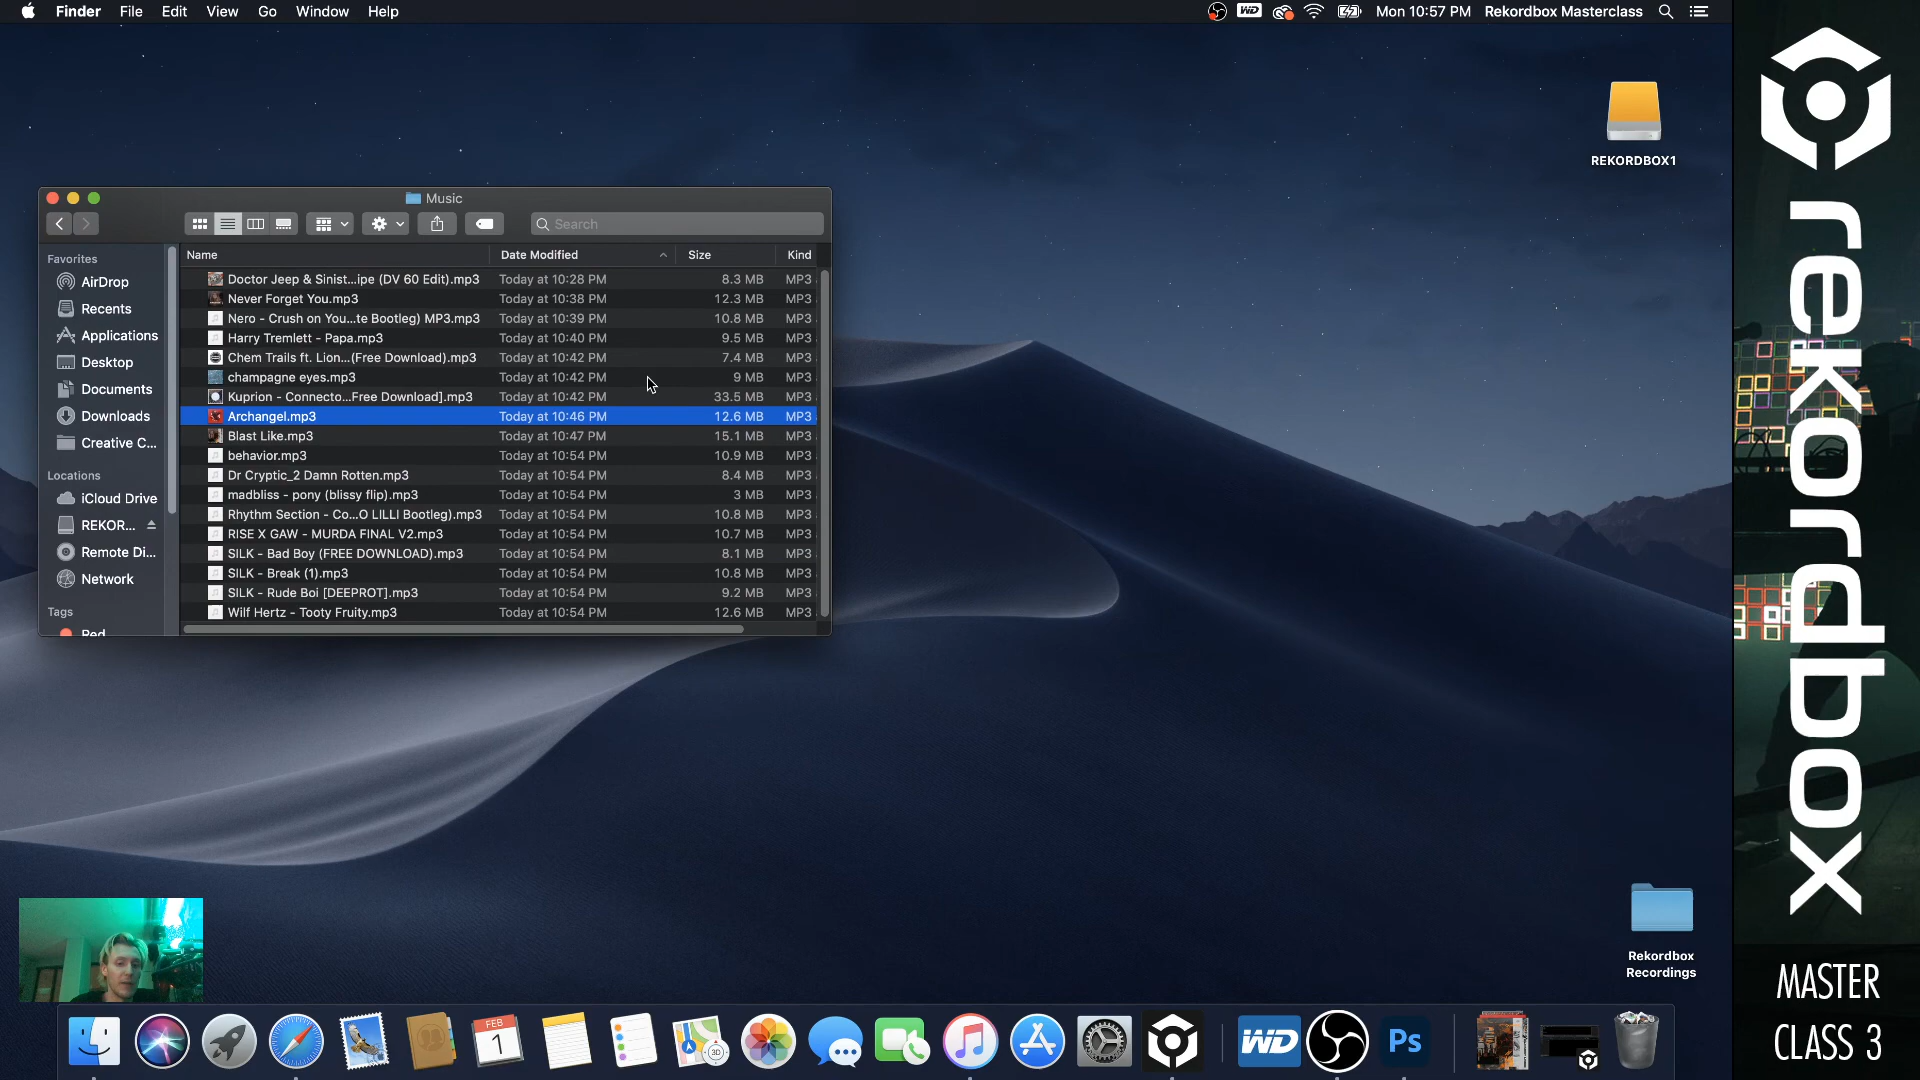 Finder File Edit View Go Window Help
WD Mon 10:57 PM Rekordbox Masterclass
REKORDBOX1
Music
Search
Favorites
AirDrop
Recents
Applications
Desktop
Documents
Downloads
Creative C...
Locations
iCloud Drive
REKOR...
Remote Di...
Network
Tags
Red
Name Date Modified Size Kind
Doctor Jeep & Sinist...ipe (DV 60 Edit).mp3 Today at 10:28 PM 8.3 MB MP3
Never Forget You.mp3 Today at 10:38 PM 12.3 MB MP3
Nero - Crush on You...te Bootleg) MP3.mp3 Today at 10:39 PM 10.8 MB MP3
Harry Tremlett - Papa.mp3 Today at 10:40 PM 9.5 MB MP3
Chem Trails ft. Lion...(Free Download).mp3 Today at 10:42 PM 7.4 MB MP3
champagne eyes.mp3 Today at 10:42 PM 9 MB MP3
Kuprion - Connecto...Free Download].mp3 Today at 10:42 PM 33.5 MB MP3
Archangel.mp3 Today at 10:46 PM 12.6 MB MP3
Blast Like.mp3 Today at 10:47 PM 15.1 MB MP3
behavior.mp3 Today at 10:54 PM 10.9 MB MP3
Dr Cryptic_2 Damn Rotten.mp3 Today at 10:54 PM 8.4 MB MP3
madbliss - pony (blissy flip).mp3 Today at 10:54 PM 3 MB MP3
Rhythm Section - Co...O LILLI Bootleg).mp3 Today at 10:54 PM 10.8 MB MP3
RISE X GAW - MURDA FINAL V2.mp3 Today at 10:54 PM 10.7 MB MP3
SILK - Bad Boy (FREE DOWNLOAD).mp3 Today at 10:54 PM 8.1 MB MP3
SILK - Break (1).mp3 Today at 10:54 PM 10.8 MB MP3
SILK - Rude Boi [DEEPROT].mp3 Today at 10:54 PM 9.2 MB MP3
Wilf Hertz - Tooty Fruity.mp3 Today at 10:54 PM 12.6 MB MP3
Rekordbox
Recordings
FEB
1
3D
WD
Ps
rekordbox
MASTER
CLASS 3